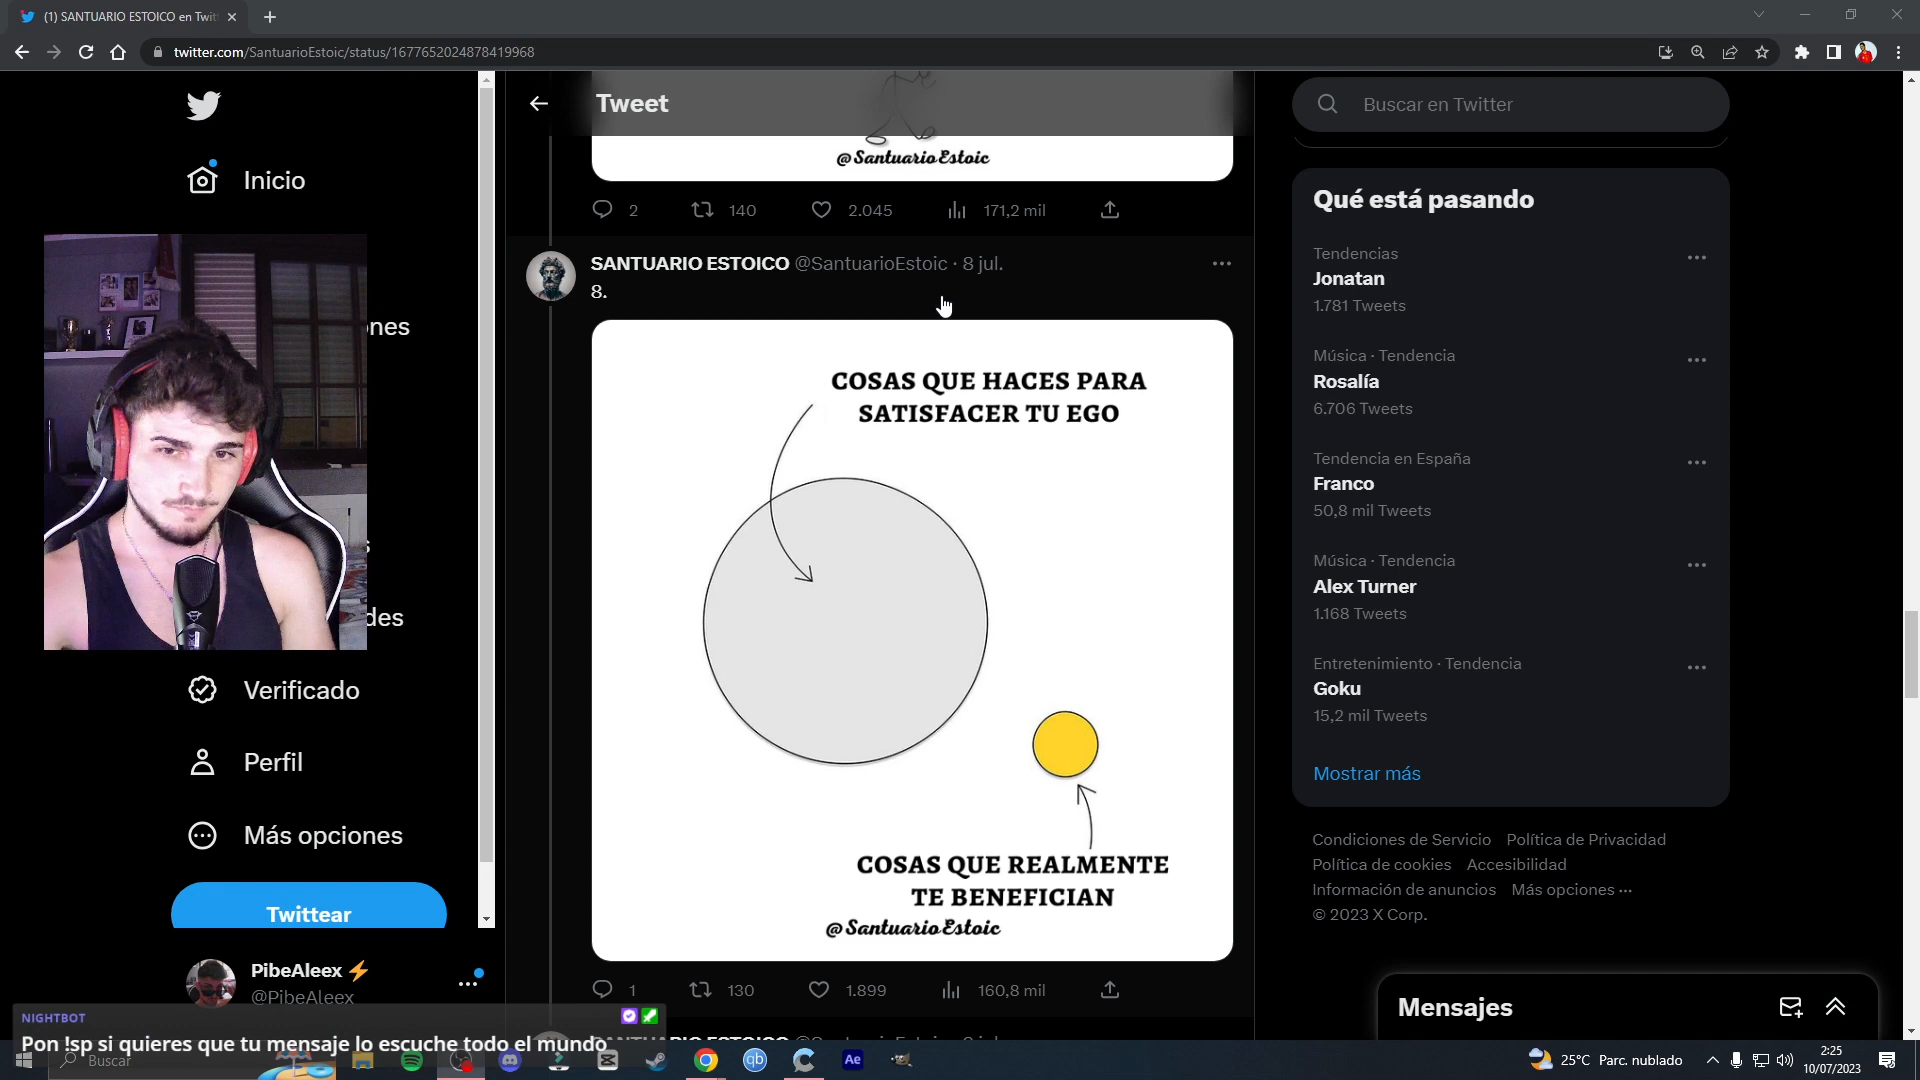 (1) SANTUARIO ESTOICO en Twit
twitter.com/SantuarioEstoic/status/1677652024878419968
Inicio
nes
des
Verificado
Perfil
Más opciones
Twittear
PibeAleex⚡
@PibeAleex
NIGHTBOT
Pon !sp si quieres que tu mensaje lo escuche todo el mundo
Tweet
@SantuarioEstoic
2 140 2.045 171,2 mil
SANTUARIO ESTOICO @SantuarioEstoic · 8 jul.
8.
COSAS QUE HACES PARA
SATISFACER TU EGO
COSAS QUE REALMENTE
TE BENEFICIAN
@SantuarioEstoic
1 130 1.899 160,8 mil
Buscar en Twitter
Qué está pasando
Tendencias
Jonatan
1.781 Tweets
Música · Tendencia
Rosalía
6.706 Tweets
Tendencia en España
Franco
50,8 mil Tweets
Música · Tendencia
Alex Turner
1.168 Tweets
Entretenimiento · Tendencia
Goku
15,2 mil Tweets
Mostrar más
Condiciones de Servicio Política de Privacidad
Política de cookies Accesibilidad
Información de anuncios Más opciones ···
© 2023 X Corp.
Mensajes
Buscar
qb
Ae
25°C Parc. nublado
2:25
10/07/2023